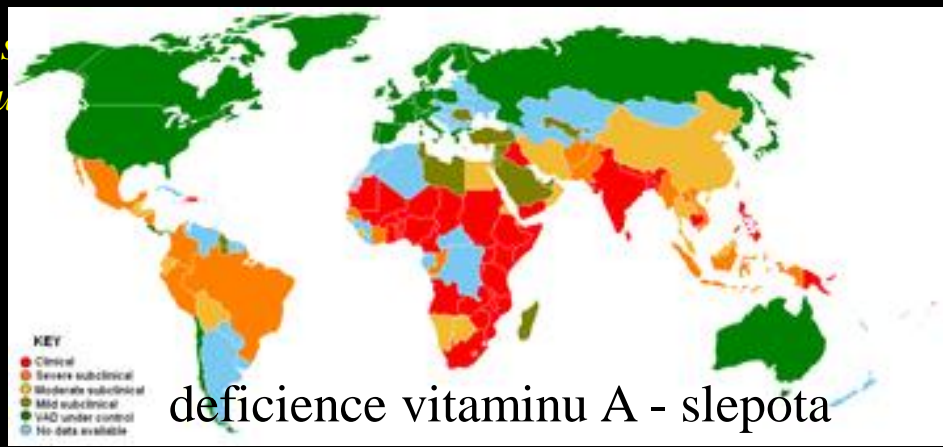 KEY
Clinical
Severe subclinical
Moderate subclinical
Mild subclinical
VAD under control
No data available
deficience vitaminu A - slepota